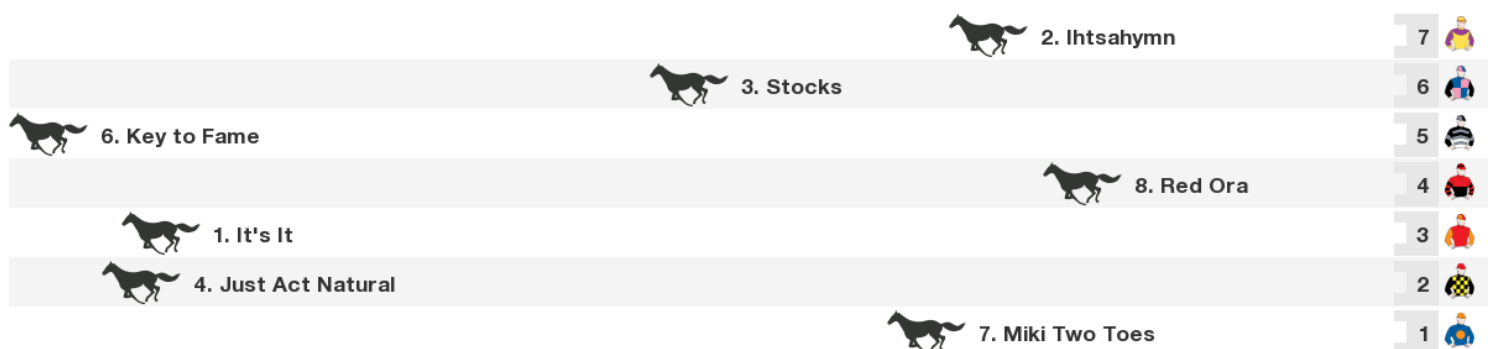 2. Ihtsahymn 7
3. Stocks 6
6. Key to Fame 5
8. Red Ora 4
1. It's It 3
4. Just Act Natural 2
7. Miki Two Toes 1